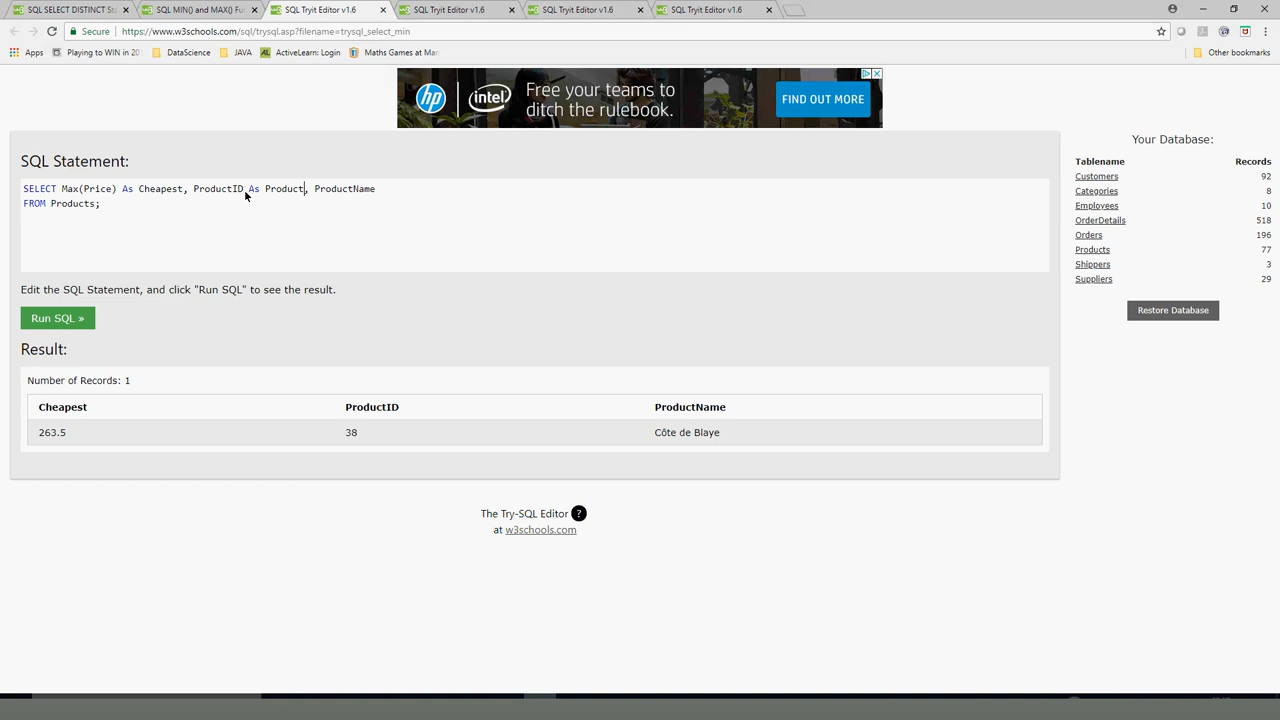 SQL SELECT DISTINCT Sta
SQL MIN() and MAX() Fu
SQL Tryit Editor v1.6
SQL Tryit Editor v1.6
SQL Tryit Editor v1.6
SQL Tryit Editor v1.6
Secure
https://www.w3schools.com/sql/trysql.asp?filename=trysql_select_min
Apps
Playing to WIN in 20
DataScience
JAVA
AL
ActiveLearn: Login
Maths Games at Man
Other bookmarks
hp
intel
Free your teams to
ditch the rulebook.
FIND OUT MORE
SQL Statement:
SELECT Max(Price) As Cheapest, ProductID As Product, ProductName
FROM Products;
Edit the SQL Statement, and click "Run SQL" to see the result.
Run SQL »
Result:
Number of Records: 1
Cheapest ProductID ProductName
263.5 38 Côte de Blaye
The Try-SQL Editor ?
at w3schools.com
Your Database:
Tablename Records
Customers 92
Categories 8
Employees 10
OrderDetails 518
Orders 196
Products 77
Shippers 3
Suppliers 29
Restore Database